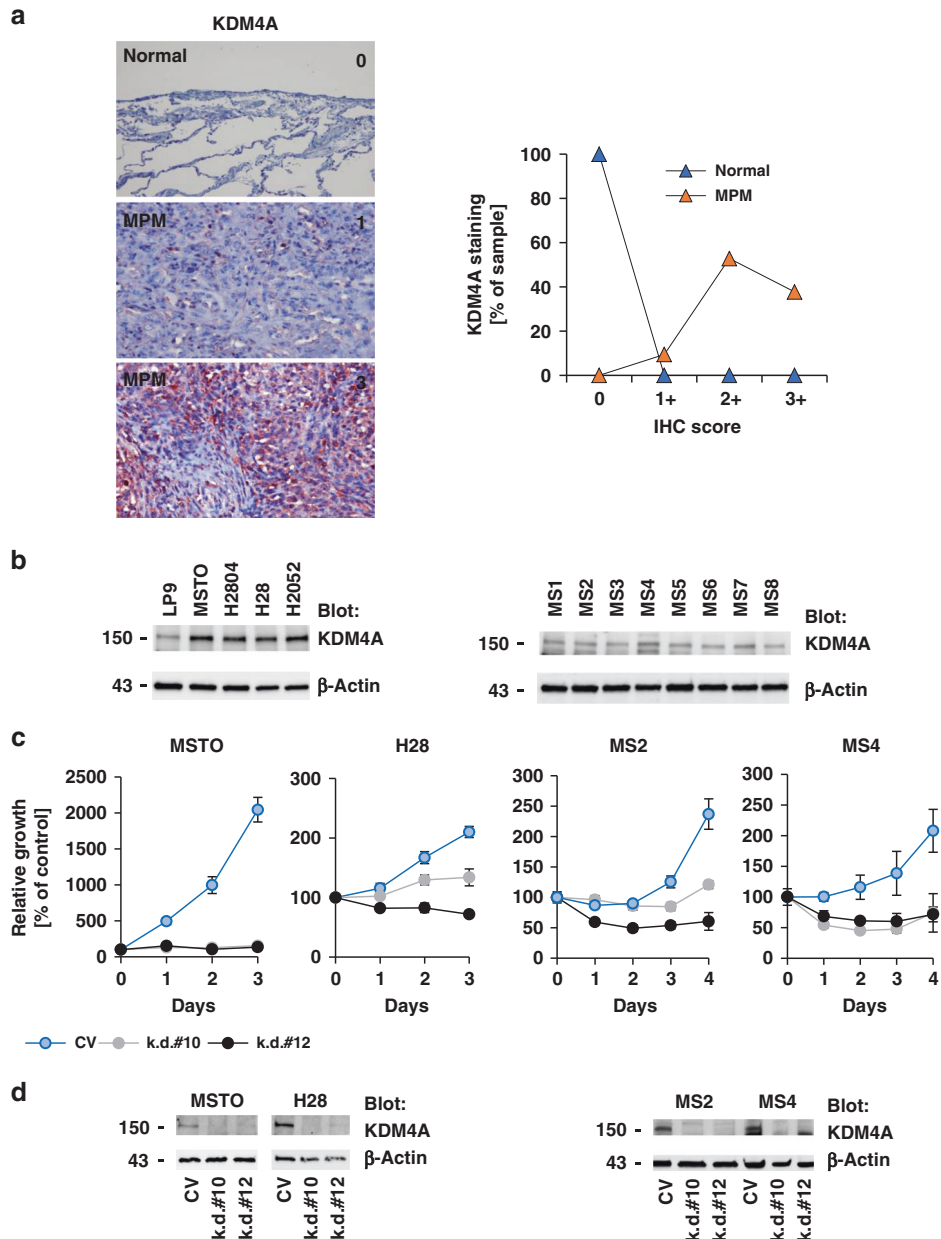 a
KDM4A
Normal 0
MPM 1
MPM 3
KDM4A staining
[% of sample]
100
80
60
40
20
0
Normal
MPM
0 1+ 2+ 3+
IHC score
b
LP9 MSTO H2804 H28 H2052
Blot:
150 - KDM4A
43 - β-Actin
MS1 MS2 MS3 MS4 MS5 MS6 MS7 MS8
Blot:
150 - KDM4A
43 - β-Actin
c
Relative growth
[% of control]
MSTO
2500
2000
1500
1000
500
0
0 1 2 3
Days
H28
300
200
100
0
0 1 2 3
Days
MS2
300
250
200
150
100
50
0
0 1 2 3 4
Days
MS4
300
250
200
150
100
50
0
0 1 2 3 4
Days
CV k.d.#10 k.d.#12
d
MSTO H28 Blot:
150 - KDM4A
43 - β-Actin
CV k.d.#10 k.d.#12 CV k.d.#10 k.d.#12
MS2 MS4 Blot:
150 - KDM4A
43 - β-Actin
CV k.d.#10 k.d.#12 CV k.d.#10 k.d.#12